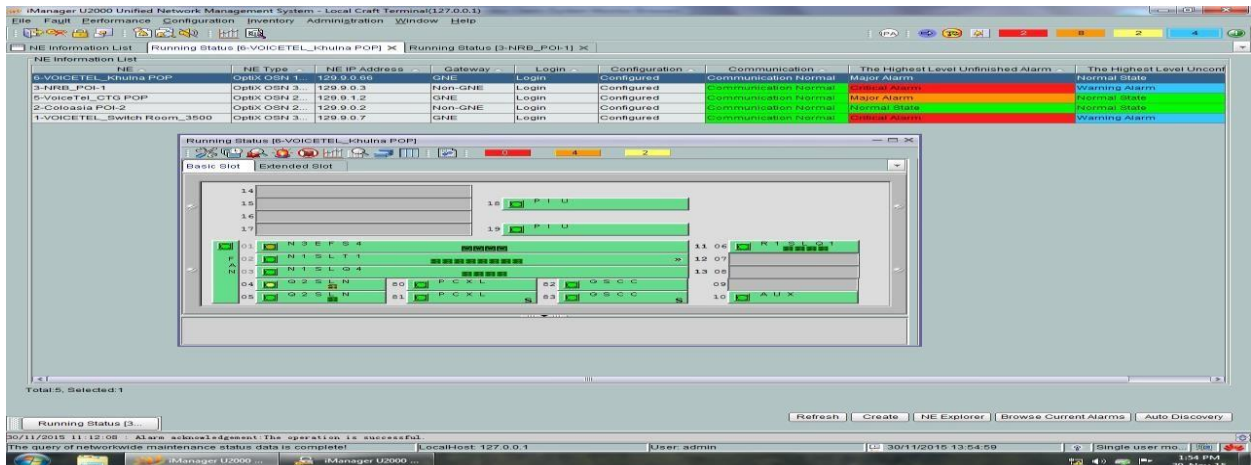 iManager U2000 Unified Network Management System - Local Craft Terminal(127.0.0.1)
File Fault Performance Configuration Inventory Administration Window Help
(PA) 2 8 2 4
NE Information List Running Status [6-VOICETEL_Khulna POP] Running Status [3-NRB_POI-1]
NE Information List
NE NE Type NE IP Address Gateway Login Configuration Communication The Highest Level Unfinished Alarm The Highest Level Unconf
6-VOICETEL_Khulna POP OptiX OSN 1... 129.9.0.66 GNE Login Configured Communication Normal Major Alarm Normal State
3-NRB_POI-1 OptiX OSN 3... 129.9.0.3 Non-GNE Login Configured Communication Normal Critical Alarm Warning Alarm
5-VoiceTel_CTG POP OptiX OSN 2... 129.9.1.2 GNE Login Configured Communication Normal Major Alarm Normal State
2-Coloasia POI-2 OptiX OSN 2... 129.9.0.2 Non-GNE Login Configured Communication Normal Normal State Normal State
1-VOICETEL_Switch Room_3500 OptiX OSN 3... 129.9.0.7 GNE Login Configured Communication Normal Critical Alarm Warning Alarm
Running Status [6-VOICETEL_Khulna POP]
0 4 2
Basic Slot Extended Slot
14
15 18 PIU
16
17 19 PIU
FAN
01 N3EFS4 11 06 R1SLQ1
02 N1SLT1 » 12 07
03 N1SLQ4 13 08
04 Q2SLN 80 PCXL 82 GSCC 09
05 Q2SLN 81 PCXL S 83 GSCC S 10 AUX
Total:5, Selected:1
Refresh Create NE Explorer Browse Current Alarms Auto Discovery
Running Status [3...
30/11/2015 11:12:08 : Alarm acknowledgement:The operation is successful.
The query of networkwide maintenance status data is complete! LocalHost: 127.0.0.1 User: admin 30/11/2015 13:54:59 Single user mo...
iManager U2000 ... iManager U2000 ... 1:54 PM
30-Nov-15